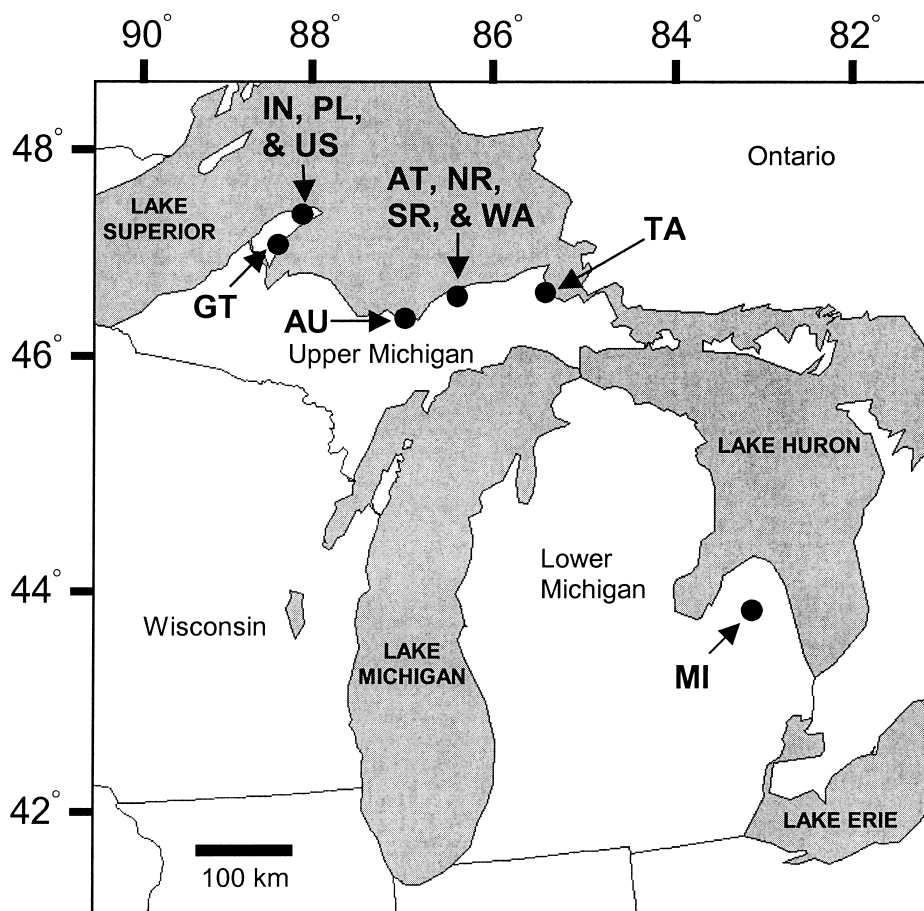 90° 88° 86° 84° 82°
IN, PL,
& US
48°
Ontario
AT, NR,
SR, & WA
LAKE
SUPERIOR
TA
GT
AU
Upper Michigan
46°
LAKE HURON
Lower
Michigan
44°
Wisconsin
LAKE
MICHIGAN
MI
42°
LAKE ERIE
100 km